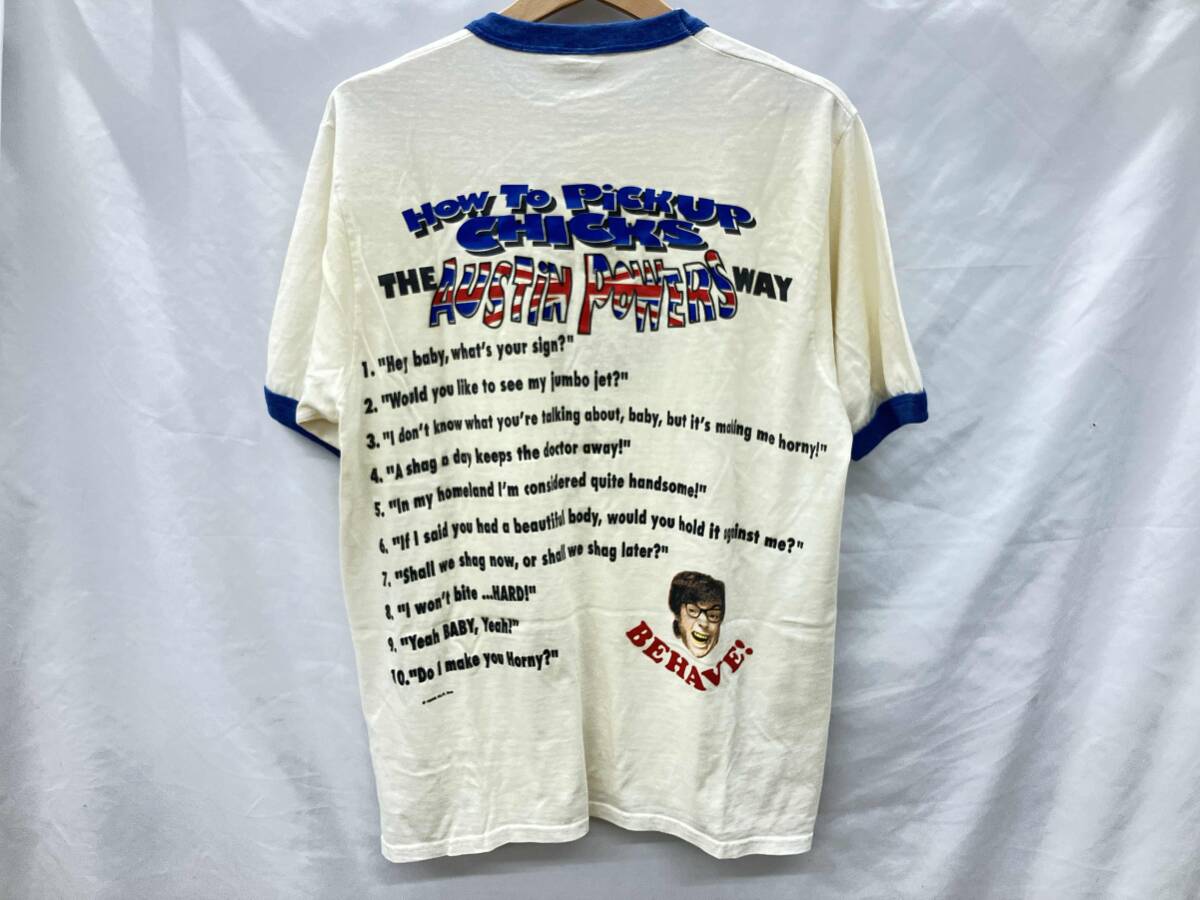 How To Pick Up
CHICKS
THE AUSTIN POWERS WAY
1. "Hey baby, what's your sign?"
2. "Would you like to see my jumbo jet?"
3. "I don't know what you're talking about, baby, but it's making me horny!"
4. "A shag a day keeps the doctor away!"
5. "In my homeland I'm considered quite handsome!"
6. "If I said you had a beautiful body, would you hold it against me?"
7. "Shall we shag now, or shall we shag later?"
8. "I won't bite ...HARD!"
9. "Yeah BABY, Yeah!"
10. "Do I make you Horny?"
BEHAVE!